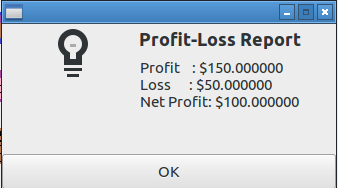 Profit-Loss Report
Profit   : $150.000000
Loss     : $50.000000
Net Profit: $100.000000
OK